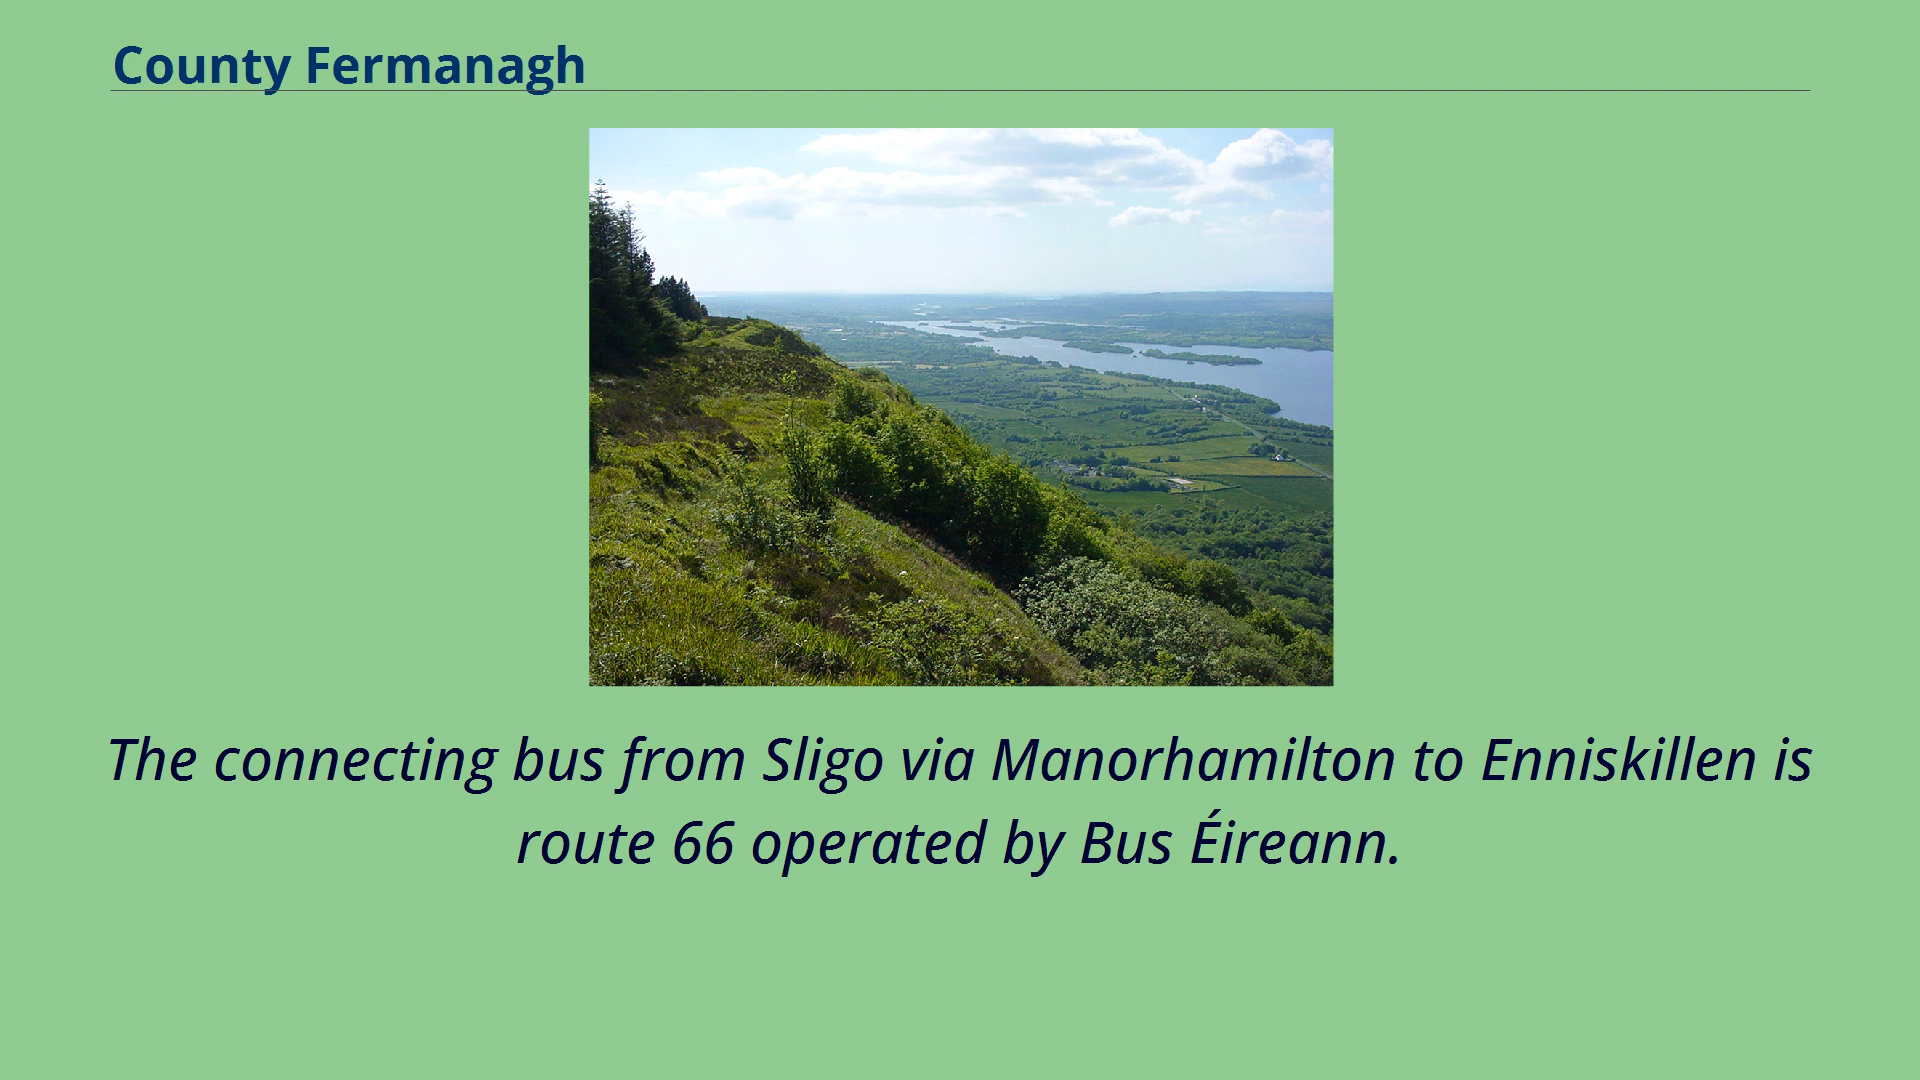 County Fermanagh
The connecting bus from Sligo via Manorhamilton to Enniskillen is
route 66 operated by Bus Éireann.